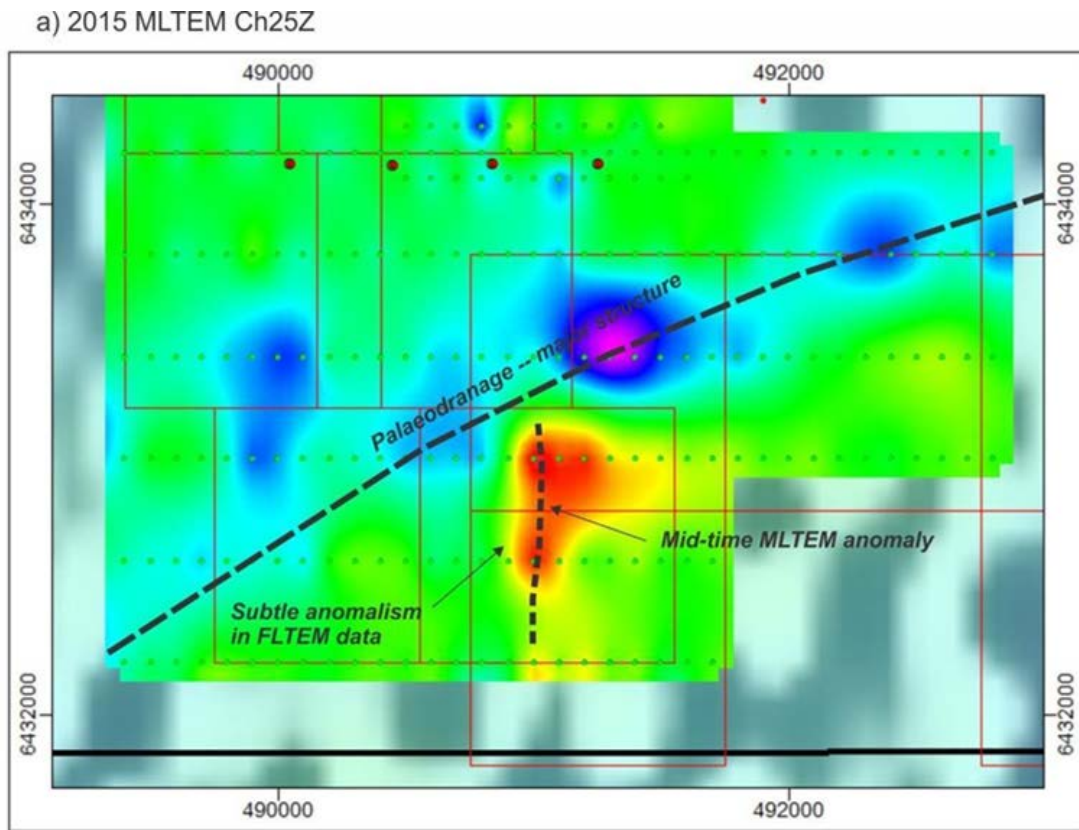 a) 2015 MLTEM Ch25Z
490000
492000
6434000
6434000
Palaeodranage -- major structure
Mid-time MLTEM anomaly
Subtle anomalism
in FLTEM data
6432000
6432000
490000
492000